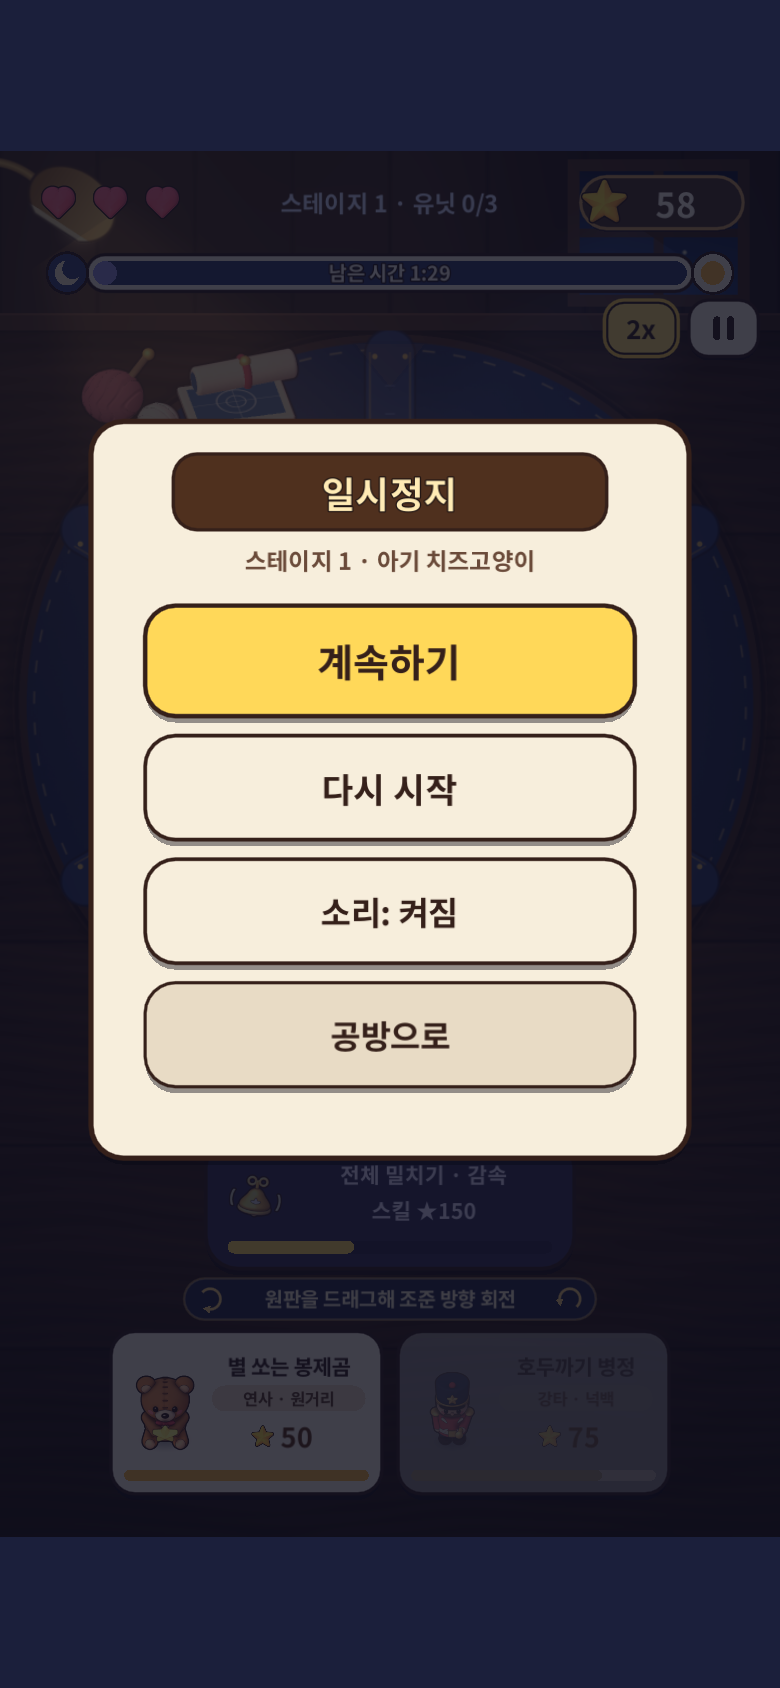 스테이지 1 · 유닛 0/3
58
남은 시간 1:29
2x
일시정지
스테이지 1 · 아기 치즈고양이
계속하기
다시 시작
소리: 켜짐
공방으로
전체 밀치기 · 감속
스킬 ★150
원판을 드래그해 조준 방향 회전
별 쏘는 봉제곰
연사 · 원거리
50
호두까기 병정
강타 · 넉백
75